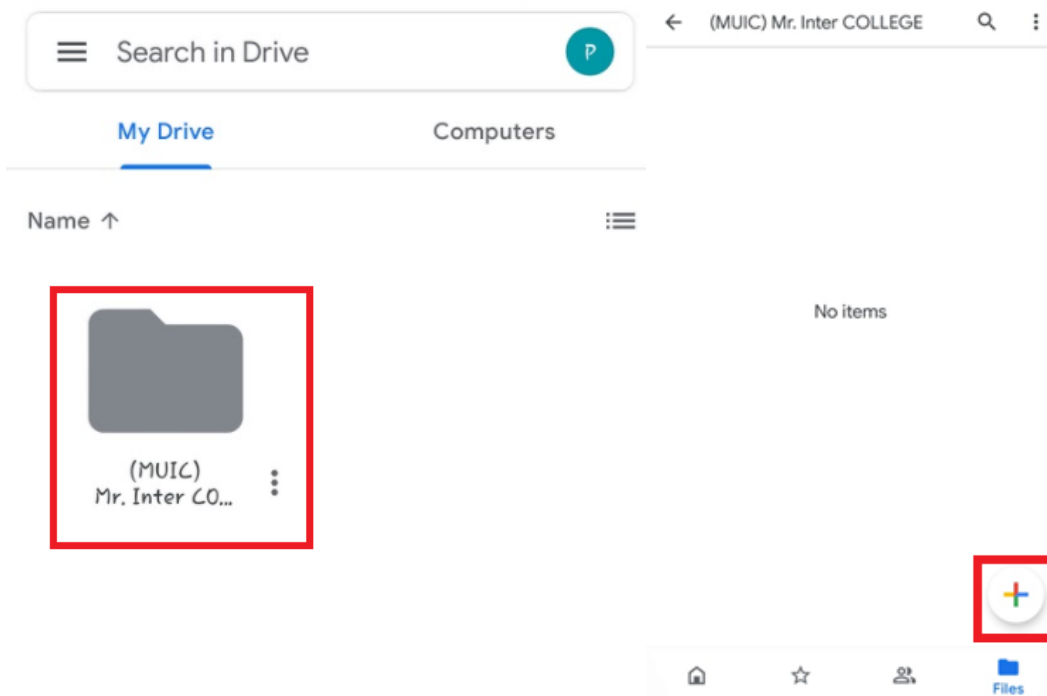 Search in Drive
P
My Drive
Computers
Name
(MUIC)
Mr. Inter CO...
(MUIC) Mr. Inter COLLEGE
No items
Files